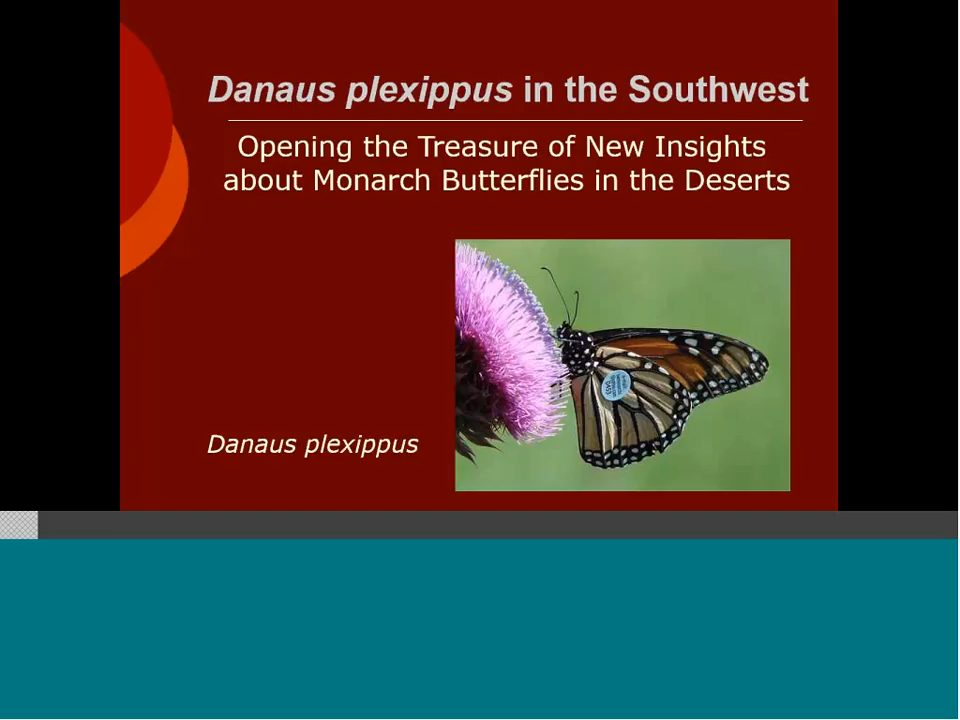 Danaus plexippus in the Southwest
Opening the Treasure of New Insights
about Monarch Butterflies in the Deserts
Danaus plexippus